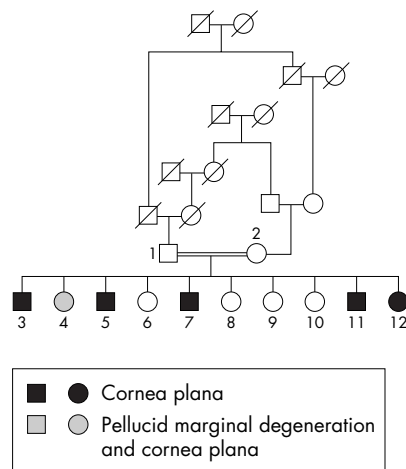 2
1
3 4 5 6 7 8 9 10 11 12
Cornea plana
Pellucid marginal degeneration
and cornea plana